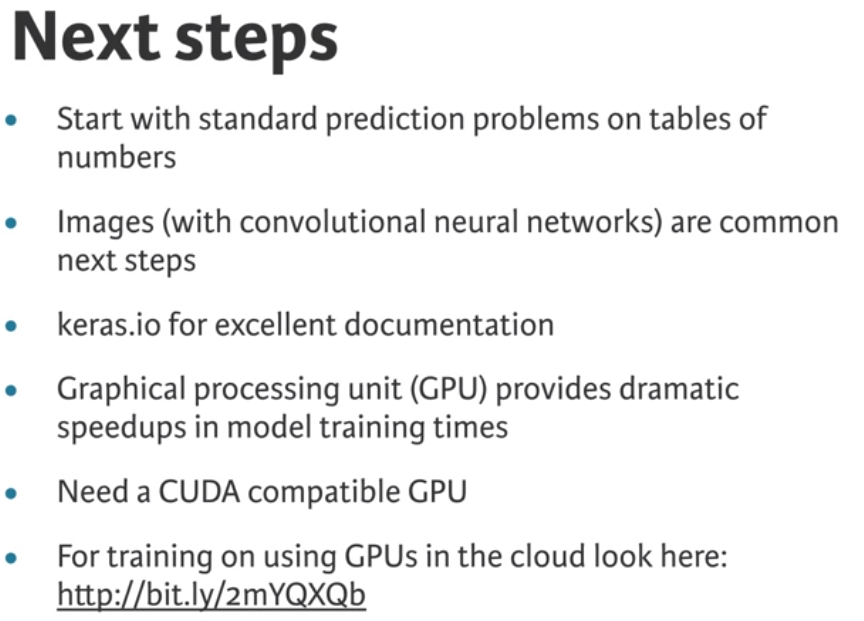 Next steps
• Start with standard prediction problems on tables of
numbers
• Images (with convolutional neural networks) are common
next steps
• keras.io for excellent documentation
• Graphical processing unit (GPU) provides dramatic
speedups in model training times
• Need a CUDA compatible GPU
• For training on using GPUs in the cloud look here:
http://bit.ly/2mYQXQb